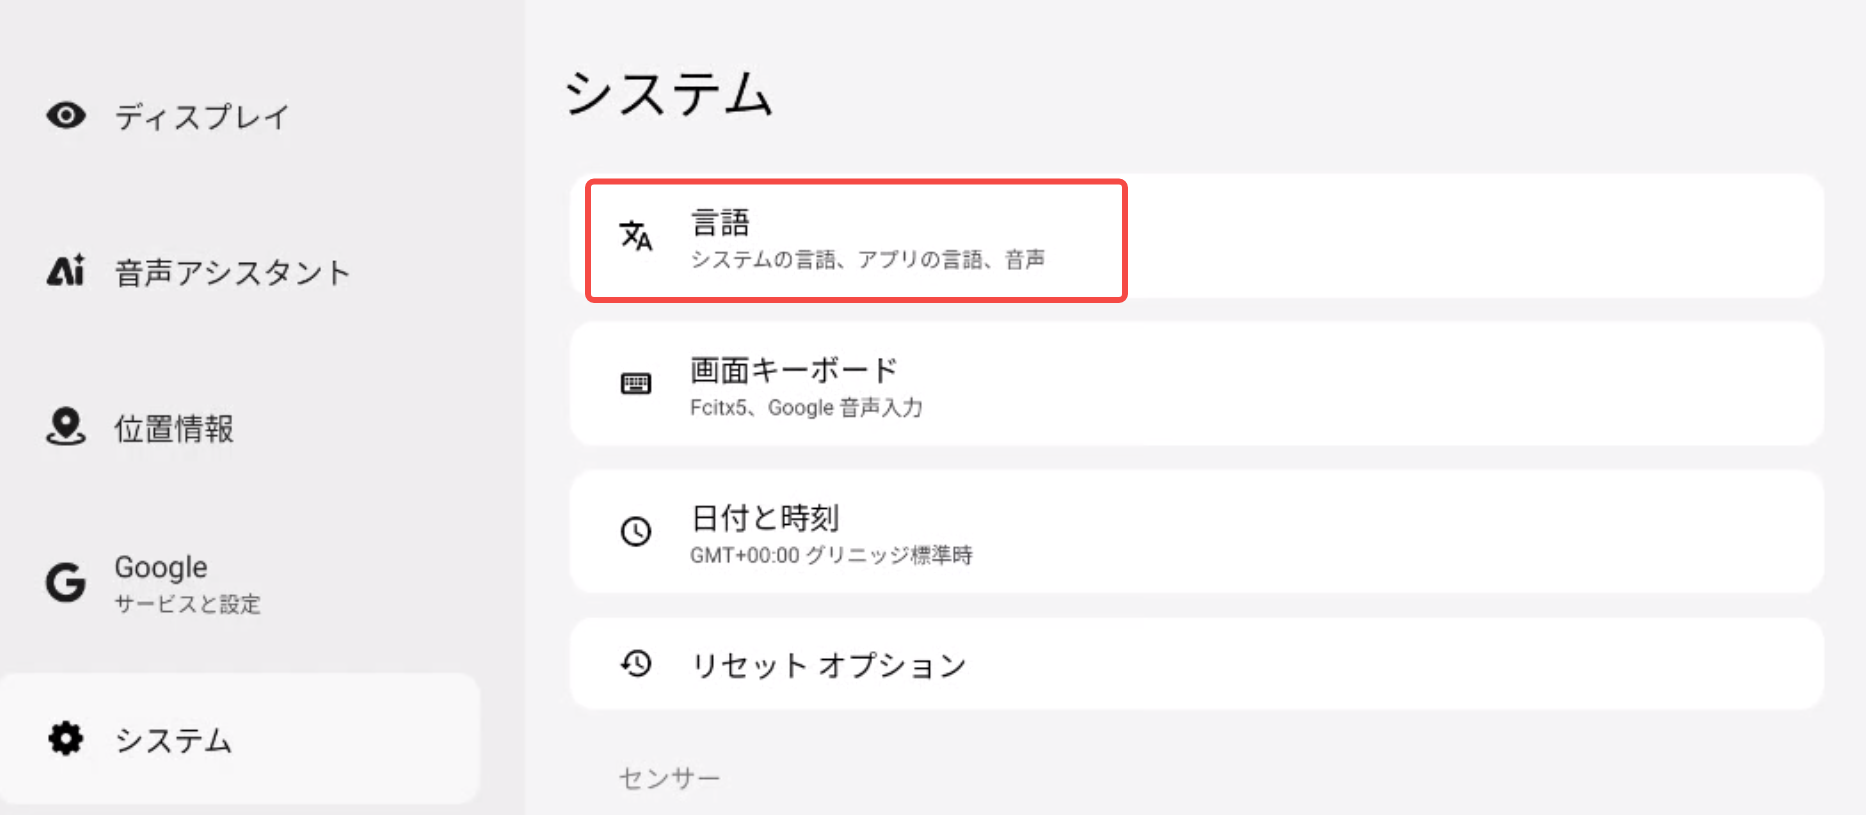 ディスプレイ
音声アシスタント
位置情報
Google
サービスと設定
システム
システム
言語
システムの言語、アプリの言語、音声
画面キーボード
Fcitx5、Google 音声入力
日付と時刻
GMT+00:00 グリニッジ標準時
リセット オプション
センサー